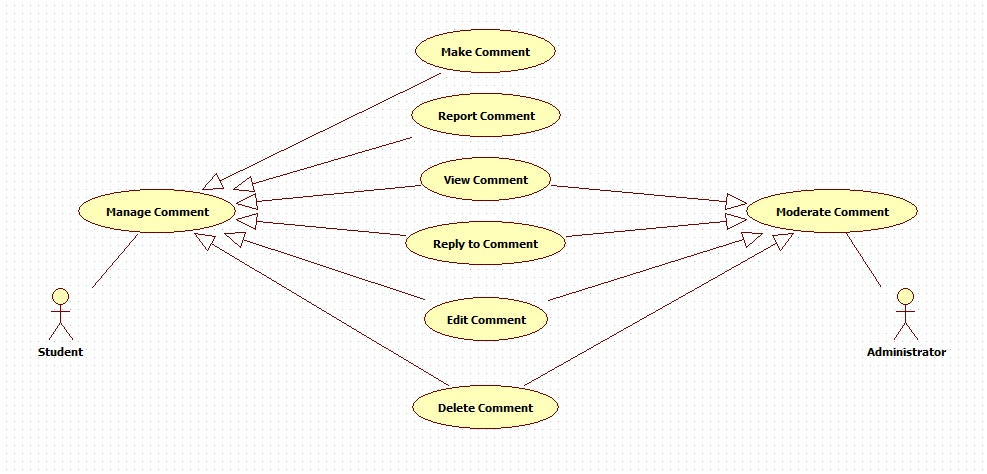 Make Comment
Report Comment
View Comment
Manage Comment
Moderate Comment
Reply to Comment
Edit Comment
Student
Administrator
Delete Comment